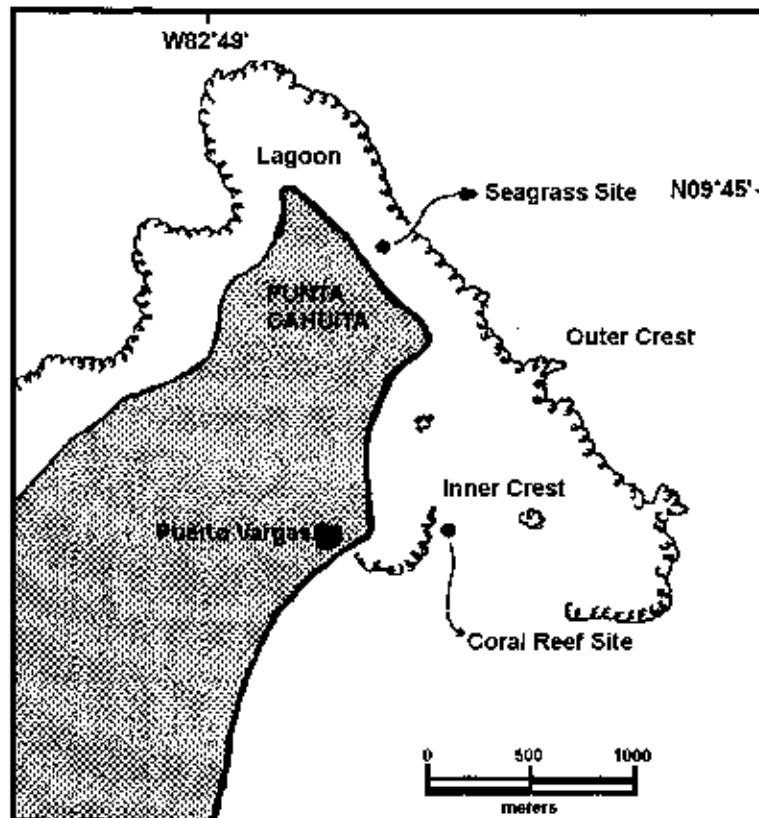 W82°49'
Lagoon
Seagrass Site
N09°45'
PUNTA
CAHUITA
Outer Crest
Inner Crest
Puerto Vargas
Coral Reef Site
0 500 1000
meters